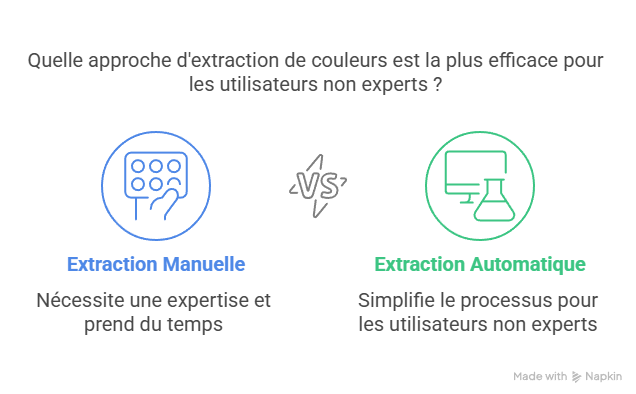 Quelle approche d'extraction de couleurs est la plus efficace pour
les utilisateurs non experts ?
VS
Extraction Manuelle
Extraction Automatique
Nécessite une expertise et
prend du temps
Simplifie le processus pour
les utilisateurs non experts
Made with Napkin